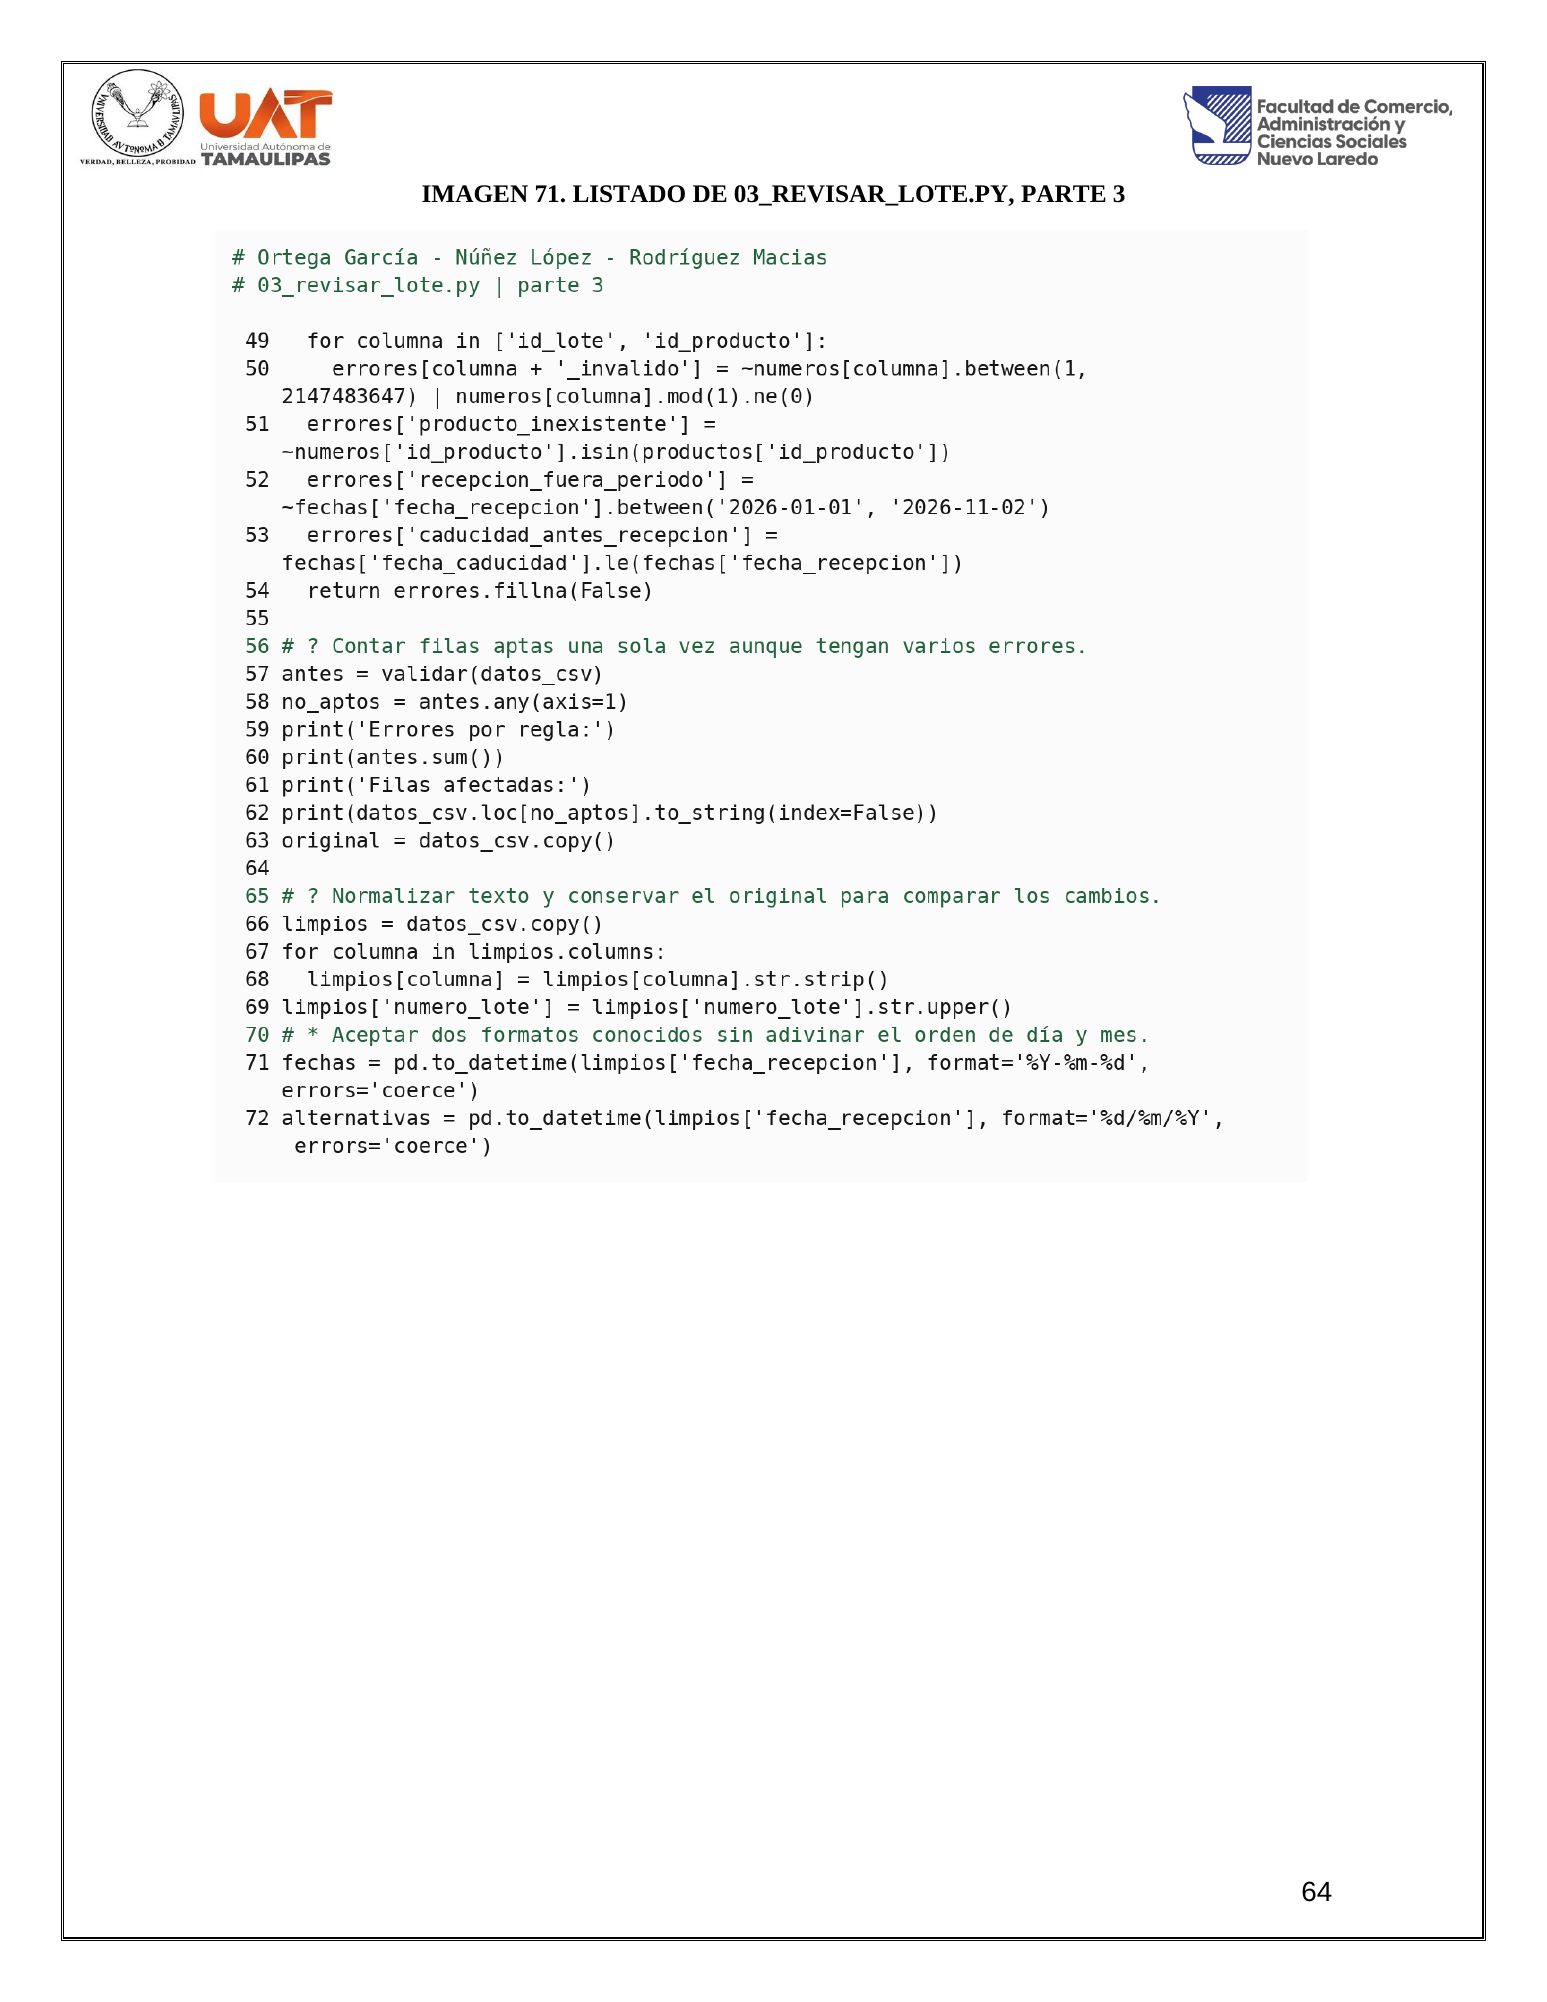 UNIVERSIDAD AVTONOMA D TAMAVLIPAS
VERDAD, BELLEZA, PROBIDAD
UAT
Universidad Autónoma de
TAMAULIPAS
Facultad de Comercio,
Administración y
Ciencias Sociales
Nuevo Laredo
IMAGEN 71. LISTADO DE 03_REVISAR_LOTE.PY, PARTE 3
# Ortega García - Núñez López - Rodríguez Macias
# 03_revisar_lote.py | parte 3
49   for columna in ['id_lote', 'id_producto']:
50     errores[columna + '_invalido'] = ~numeros[columna].between(1,
2147483647) | numeros[columna].mod(1).ne(0)
51   errores['producto_inexistente'] =
~numeros['id_producto'].isin(productos['id_producto'])
52   errores['recepcion_fuera_periodo'] =
~fechas['fecha_recepcion'].between('2026-01-01', '2026-11-02')
53   errores['caducidad_antes_recepcion'] =
fechas['fecha_caducidad'].le(fechas['fecha_recepcion'])
54   return errores.fillna(False)
55
56 # ? Contar filas aptas una sola vez aunque tengan varios errores.
57 antes = validar(datos_csv)
58 no_aptos = antes.any(axis=1)
59 print('Errores por regla:')
60 print(antes.sum())
61 print('Filas afectadas:')
62 print(datos_csv.loc[no_aptos].to_string(index=False))
63 original = datos_csv.copy()
64
65 # ? Normalizar texto y conservar el original para comparar los cambios.
66 limpios = datos_csv.copy()
67 for columna in limpios.columns:
68   limpios[columna] = limpios[columna].str.strip()
69 limpios['numero_lote'] = limpios['numero_lote'].str.upper()
70 # * Aceptar dos formatos conocidos sin adivinar el orden de día y mes.
71 fechas = pd.to_datetime(limpios['fecha_recepcion'], format='%Y-%m-%d',
errors='coerce')
72 alternativas = pd.to_datetime(limpios['fecha_recepcion'], format='%d/%m/%Y',
errors='coerce')
64